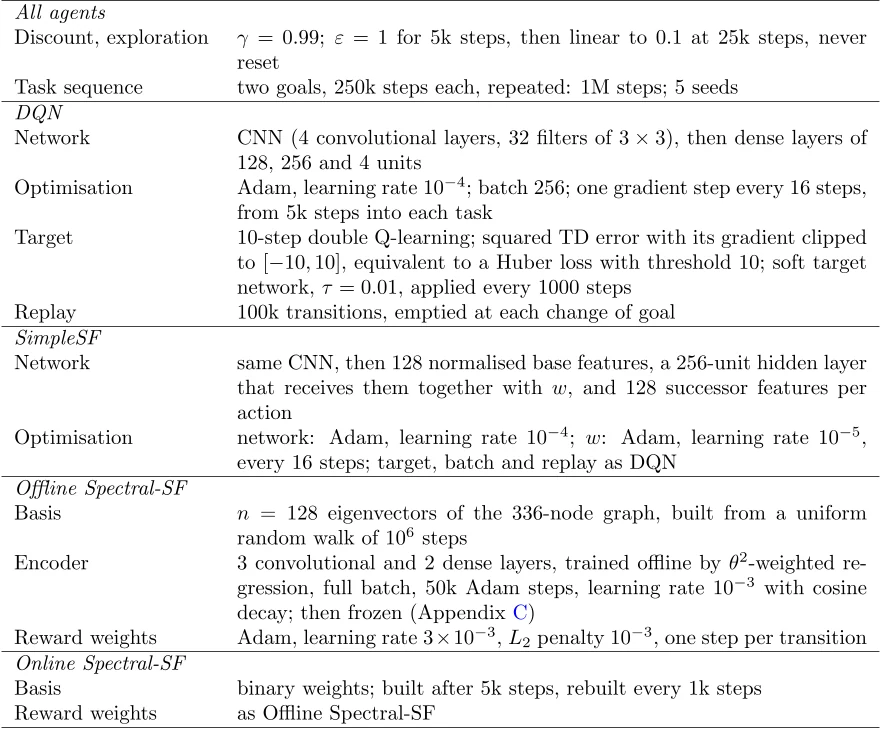 All agents
Discount, exploration γ = 0.99; ε = 1 for 5k steps, then linear to 0.1 at 25k steps, never
reset
Task sequence two goals, 250k steps each, repeated: 1M steps; 5 seeds
DQN
Network CNN (4 convolutional layers, 32 filters of 3 × 3), then dense layers of
128, 256 and 4 units
Optimisation Adam, learning rate 10⁻⁴; batch 256; one gradient step every 16 steps,
from 5k steps into each task
Target 10-step double Q-learning; squared TD error with its gradient clipped
to [−10, 10], equivalent to a Huber loss with threshold 10; soft target
network, τ = 0.01, applied every 1000 steps
Replay 100k transitions, emptied at each change of goal
SimpleSF
Network same CNN, then 128 normalised base features, a 256-unit hidden layer
that receives them together with w, and 128 successor features per
action
Optimisation network: Adam, learning rate 10⁻⁴; w: Adam, learning rate 10⁻⁵,
every 16 steps; target, batch and replay as DQN
Offline Spectral-SF
Basis n = 128 eigenvectors of the 336-node graph, built from a uniform
random walk of 10⁶ steps
Encoder 3 convolutional and 2 dense layers, trained offline by θ²-weighted re-
gression, full batch, 50k Adam steps, learning rate 10⁻³ with cosine
decay; then frozen (Appendix C)
Reward weights Adam, learning rate 3×10⁻³, L₂ penalty 10⁻³, one step per transition
Online Spectral-SF
Basis binary weights; built after 5k steps, rebuilt every 1k steps
Reward weights as Offline Spectral-SF